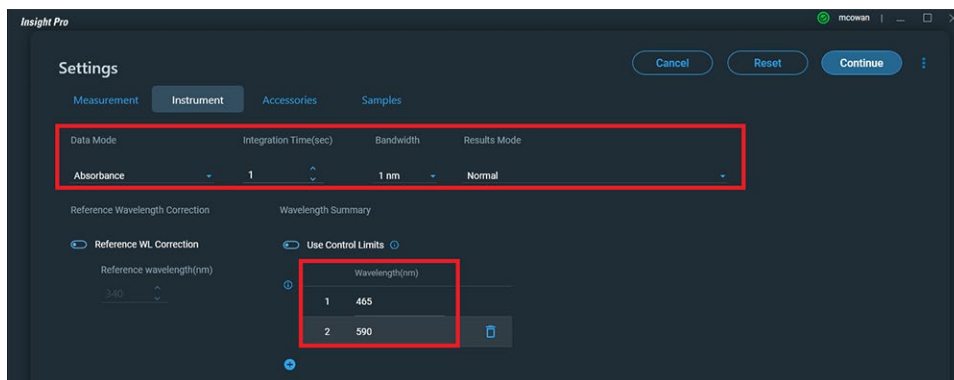 Insight Pro
mcowan
Settings
Cancel
Reset
Continue
Measurement
Instrument
Accessories
Samples
Data Mode
Integration Time(sec)
Bandwidth
Results Mode
Absorbance
1
1 nm
Normal
Reference Wavelength Correction
Wavelength Summary
Reference WL Correction
Use Control Limits
Reference wavelength(nm)
340
Wavelength(nm)
1 465
2 590